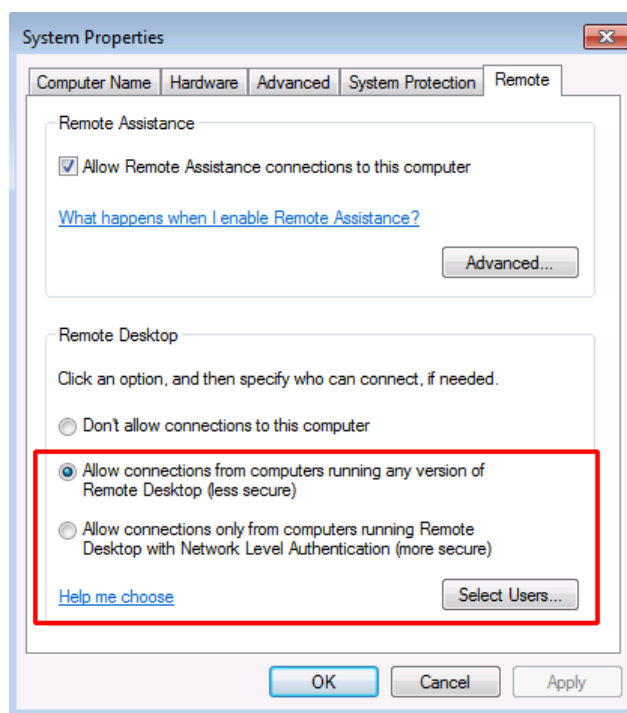 System Properties
Computer Name Hardware Advanced System Protection Remote
Remote Assistance
Allow Remote Assistance connections to this computer
What happens when I enable Remote Assistance?
Advanced...
Remote Desktop
Click an option, and then specify who can connect, if needed.
Don't allow connections to this computer
Allow connections from computers running any version of
Remote Desktop (less secure)
Allow connections only from computers running Remote
Desktop with Network Level Authentication (more secure)
Help me choose
Select Users...
OK Cancel Apply